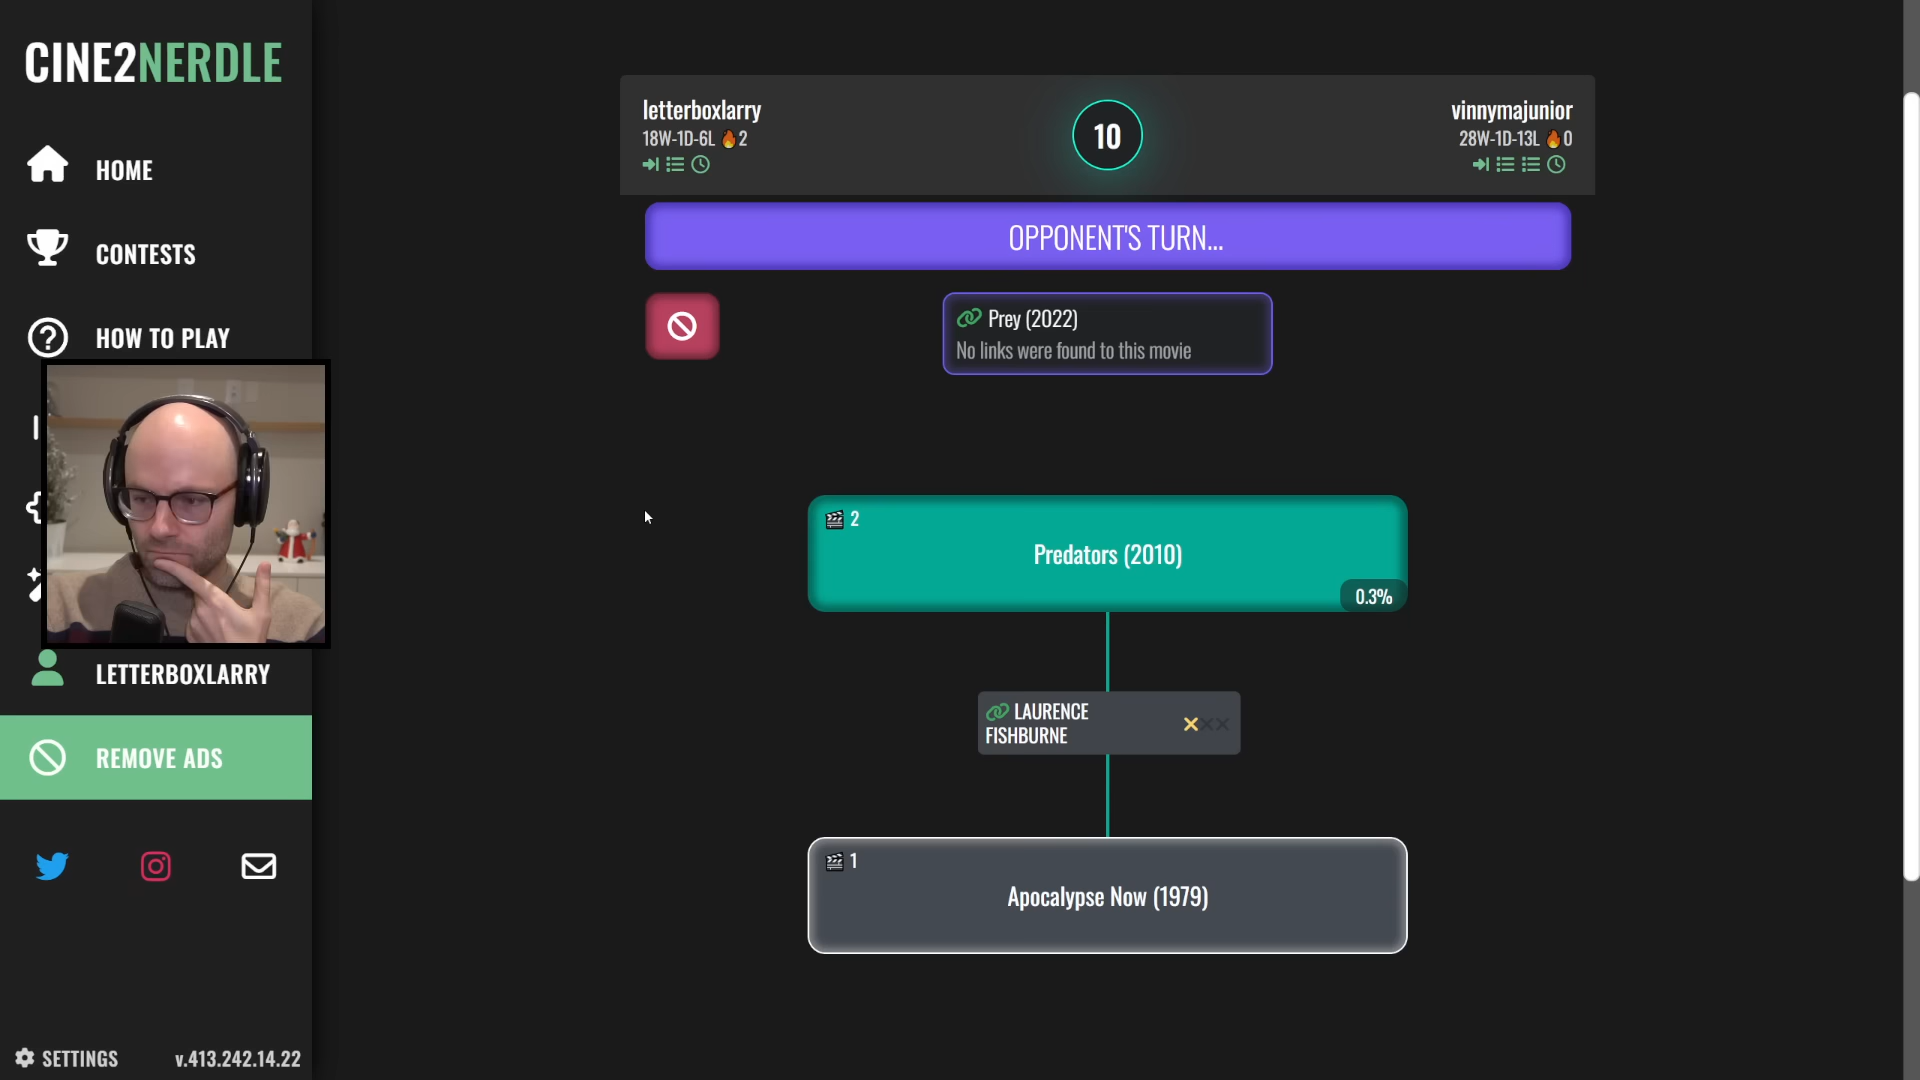 CINE2NERDLE
HOME
CONTESTS
HOW TO PLAY
LETTERBOXLARRY
REMOVE ADS
SETTINGS
v.413.242.14.22
letterboxlarry
18W-1D-6L 🔥2
10
vinnymajunior
28W-1D-13L 🔥0
OPPONENT'S TURN...
Prey (2022)
No links were found to this movie
2
Predators (2010)
0.3%
LAURENCE
FISHBURNE
1
Apocalypse Now (1979)